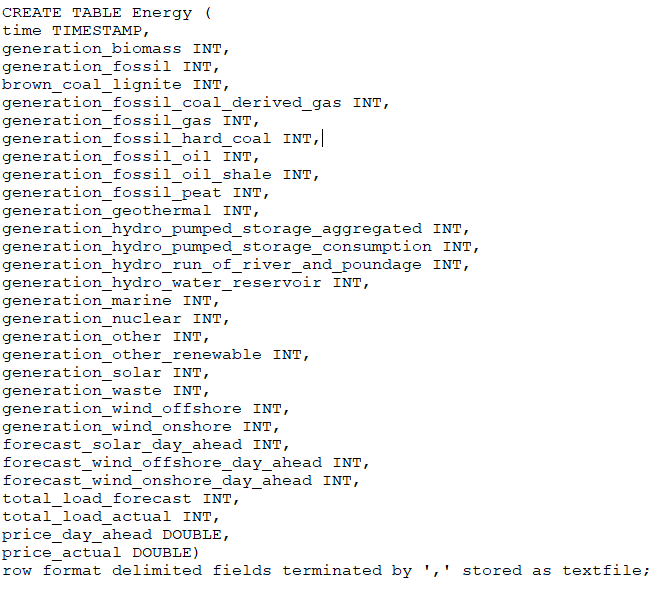 CREATE TABLE Energy (
time TIMESTAMP,
generation_biomass INT,
generation_fossil INT,
brown_coal_lignite INT,
generation_fossil_coal_derived_gas INT,
generation_fossil_gas INT,
generation_fossil_hard_coal INT,
generation_fossil_oil INT,
generation_fossil_oil_shale INT,
generation_fossil_peat INT,
generation_geothermal INT,
generation_hydro_pumped_storage_aggregated INT,
generation_hydro_pumped_storage_consumption INT,
generation_hydro_run_of_river_and_poundage INT,
generation_hydro_water_reservoir INT,
generation_marine INT,
generation_nuclear INT,
generation_other INT,
generation_other_renewable INT,
generation_solar INT,
generation_waste INT,
generation_wind_offshore INT,
generation_wind_onshore INT,
forecast_solar_day_ahead INT,
forecast_wind_offshore_day_ahead INT,
forecast_wind_onshore_day_ahead INT,
total_load_forecast INT,
total_load_actual INT,
price_day_ahead DOUBLE,
price_actual DOUBLE)
row format delimited fields terminated by ',' stored as textfile;